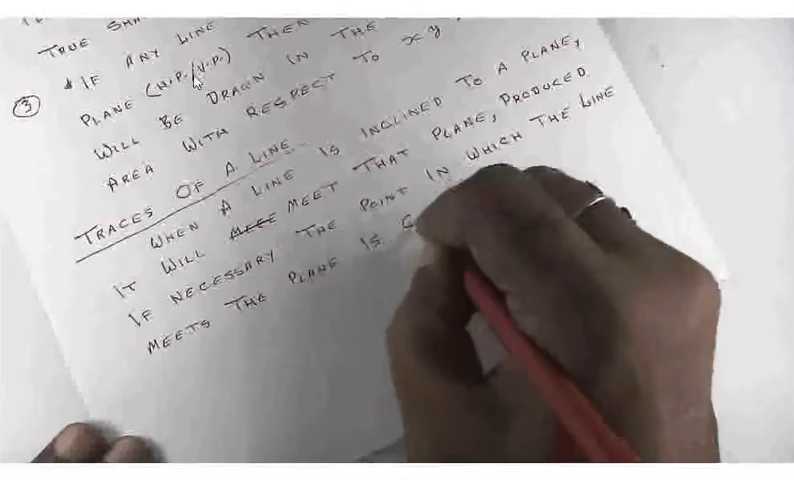 TRUE SHA
* IF ANY LINE
③ PLANE (H.P./V.P.) THEN
WILL BE DRAWN IN THE
AREA WITH RESPECT TO xy
TRACES OF A LINE
WHEN A LINE IS INCLINED TO A PLANE,
IT WILL MEET THAT PLANE, PRODUCED
IF NECESSARY THE POINT IN WHICH THE LINE
MEETS THE PLANE IS C